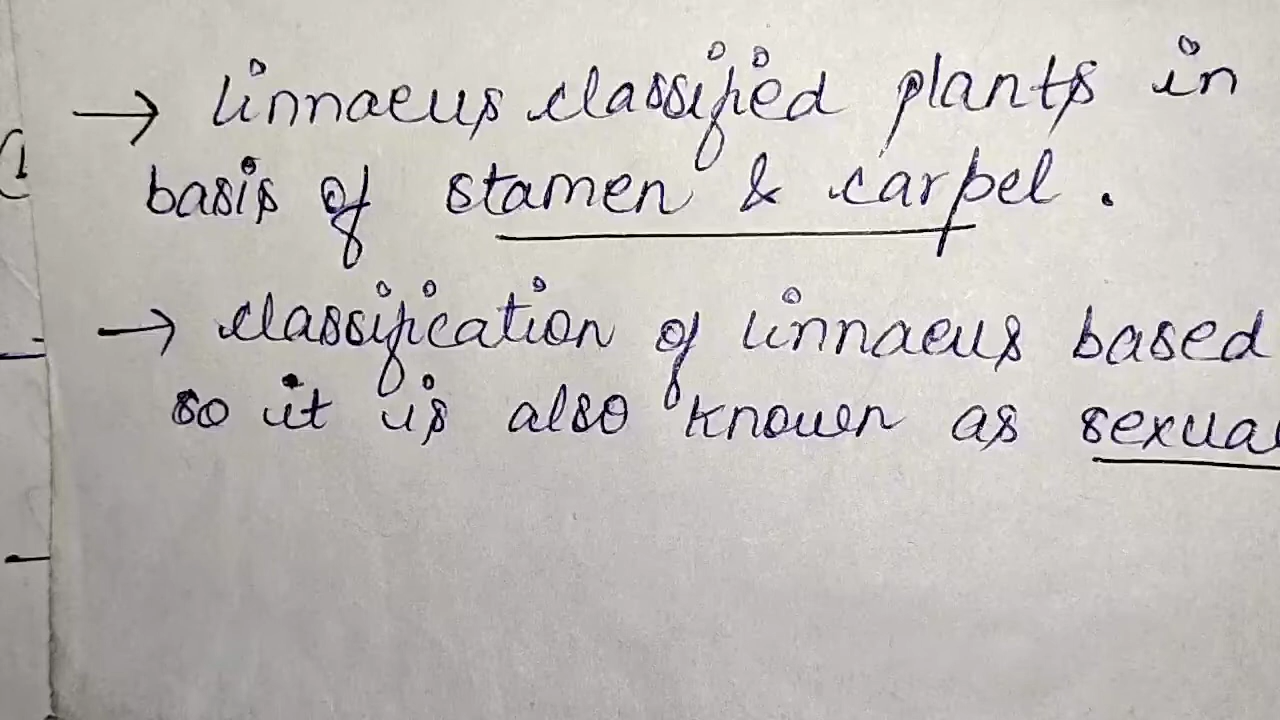 → Linnaeus classified plants in
basis of stamen & carpel.
→ classification of Linnaeus based
so it is also known as sexual